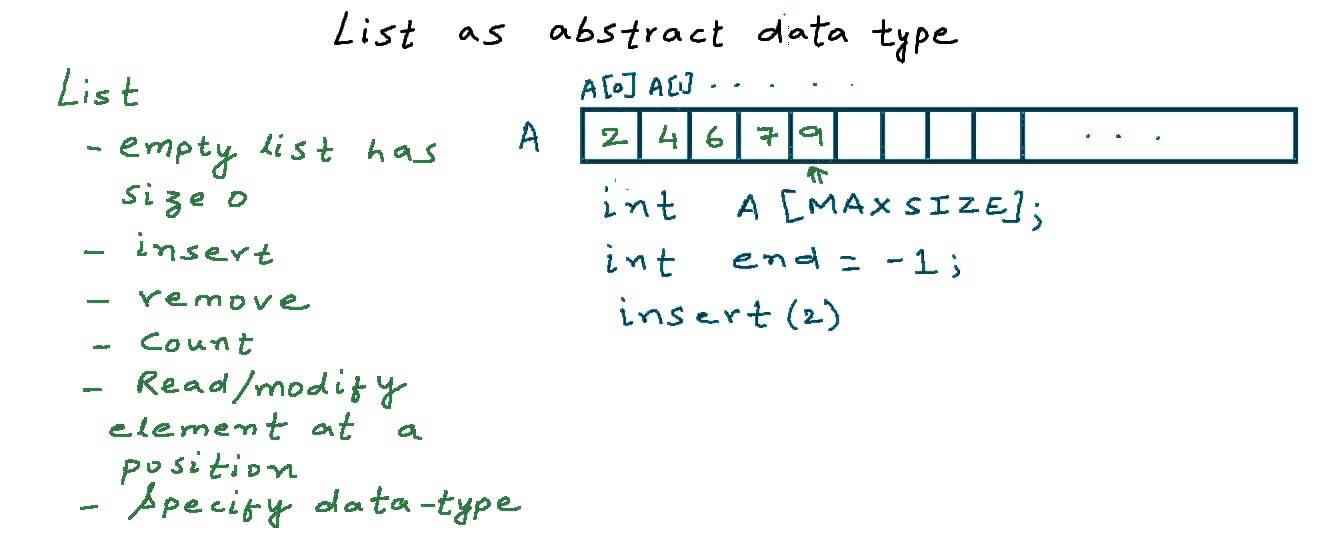 List as abstract data type
List
- empty list has
size 0
- insert
- remove
- Count
- Read/modify
element at a
position
- Specify data-type
A[0] A[1] . . . . .
A 2 4 6 7 9 . . .
int A[MAXSIZE];
int end = -1;
insert(2)